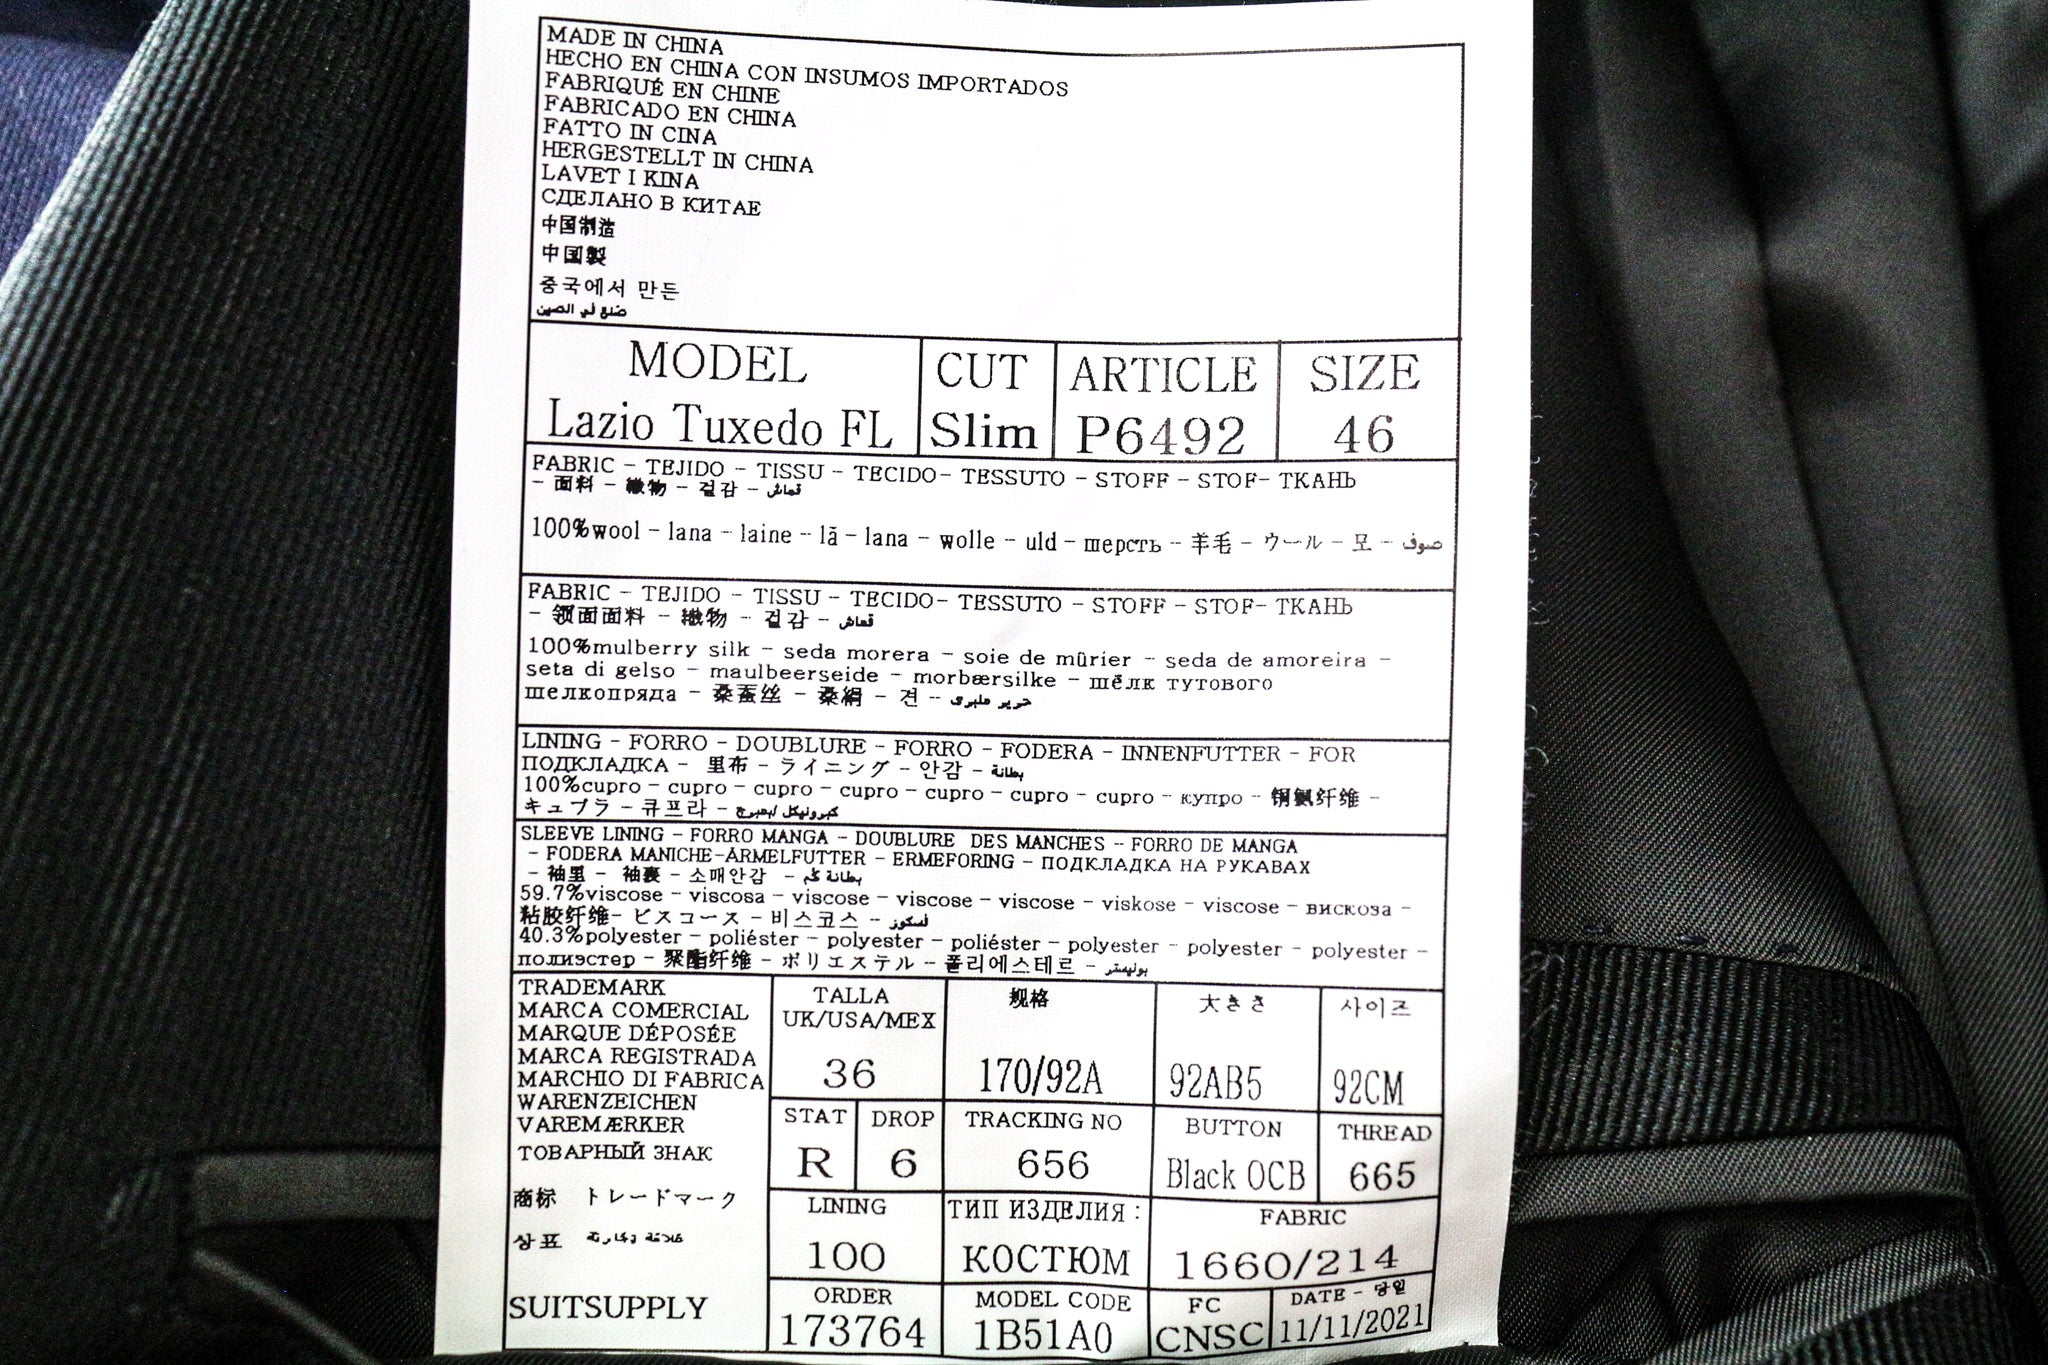 MADE IN CHINA
HECHO EN CHINA CON INSUMOS IMPORTADOS
FABRIQUÉ EN CHINE
FABRICADO EN CHINA
FATTO IN CINA
HERGESTELLT IN CHINA
LAVET I KINA
СДЕЛАНО В КИТАЕ
中国制造
中国製
중국에서 만든
صنع في الصين
MODEL
Lazio Tuxedo FL
CUT
Slim
ARTICLE
P6492
SIZE
46
FABRIC - TEJIDO - TISSU - TECIDO- TESSUTO - STOFF - STOF- ТКАНЬ
- 面料 - 織物 - 겉감 - قماش
100%wool - lana - laine - lã - lana - wolle - uld - шерсть - 羊毛 - ウール - 모 - صوف
FABRIC - TEJIDO - TISSU - TECIDO- TESSUTO - STOFF - STOF- ТКАНЬ
- 领面面料 - 織物 - 겉감 - قماش
100%mulberry silk - seda morera - soie de mûrier - seda de amoreira -
seta di gelso - maulbeerseide - morbærsilke - шёлк тутового
шелкопряда - 桑蚕丝 - 桑絹 - 견 - حرير ملبري
LINING - FORRO - DOUBLURE - FORRO - FODERA - INNENFUTTER - FOR
ПОДКЛАДКА - 里布 - ライニング - 안감 - بطانة
100%cupro - cupro - cupro - cupro - cupro - cupro - cupro - купро - 铜氨纤维 -
キュプラ - 큐프라 -
SLEEVE LINING - FORRO MANGA - DOUBLURE DES MANCHES - FORRO DE MANGA
- FODERA MANICHE-ARMELFUTTER - ERMEFORING - ПОДКЛАДКА НА РУКАВАХ
- 袖里 - 袖裏 - 소매안감 - بطانة كم
59.7%viscose - viscosa - viscose - viscose - viscose - viskose - viscose - вискоза -
粘胶纤维- ビスコース - 비스코스 - فسكوز
40.3%polyester - poliéster - polyester - poliéster - polyester - polyester - polyester -
полиэстер - 聚酯纤维 - ポリエステル - 폴리에스테르 - بوليستر
TRADEMARK
MARCA COMERCIAL
MARQUE DÉPOSÉE
MARCA REGISTRADA
MARCHIO DI FABRICA
WARENZEICHEN
VAREMÆRKER
ТОВАРНЫЙ ЗНАК
商标 トレードマーク
상표 علامة تجارية
SUITSUPPLY
TALLA
UK/USA/MEX
36
规格
170/92A
大きさ
92AB5
사이즈
92CM
STAT
R
DROP
6
TRACKING NO
656
BUTTON
Black OCB
THREAD
665
LINING
100
ТИП ИЗДЕЛИЯ:
КОСТЮМ
FABRIC
1660/214
ORDER
173764
MODEL CODE
1B51A0
FC
CNSC
DATE - 당일
11/11/2021